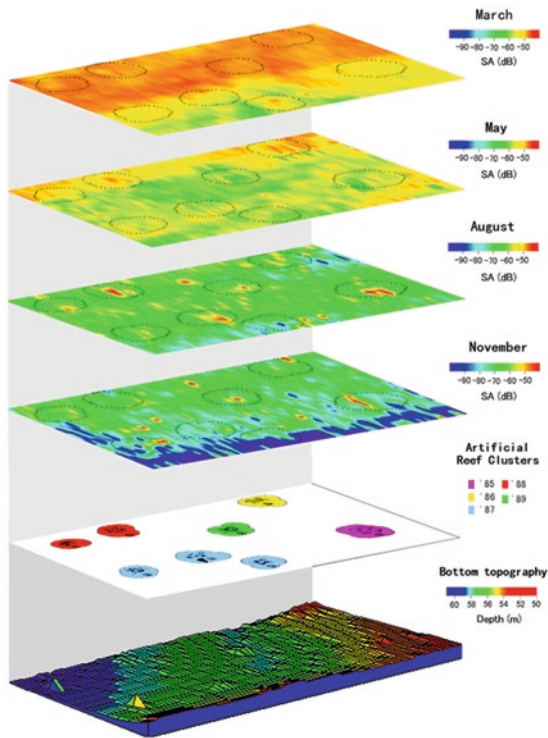 March
-90 -80 -70 -60 -50
SA (dB)
May
-90 -80 -70 -60 -50
SA (dB)
August
-90 -80 -70 -60 -50
SA (dB)
November
-90 -80 -70 -60 -50
SA (dB)
Artificial
Reef Clusters
'85 '88
'86 '89
'87
Bottom topography
60 58 56 54 52 50
Depth (m)